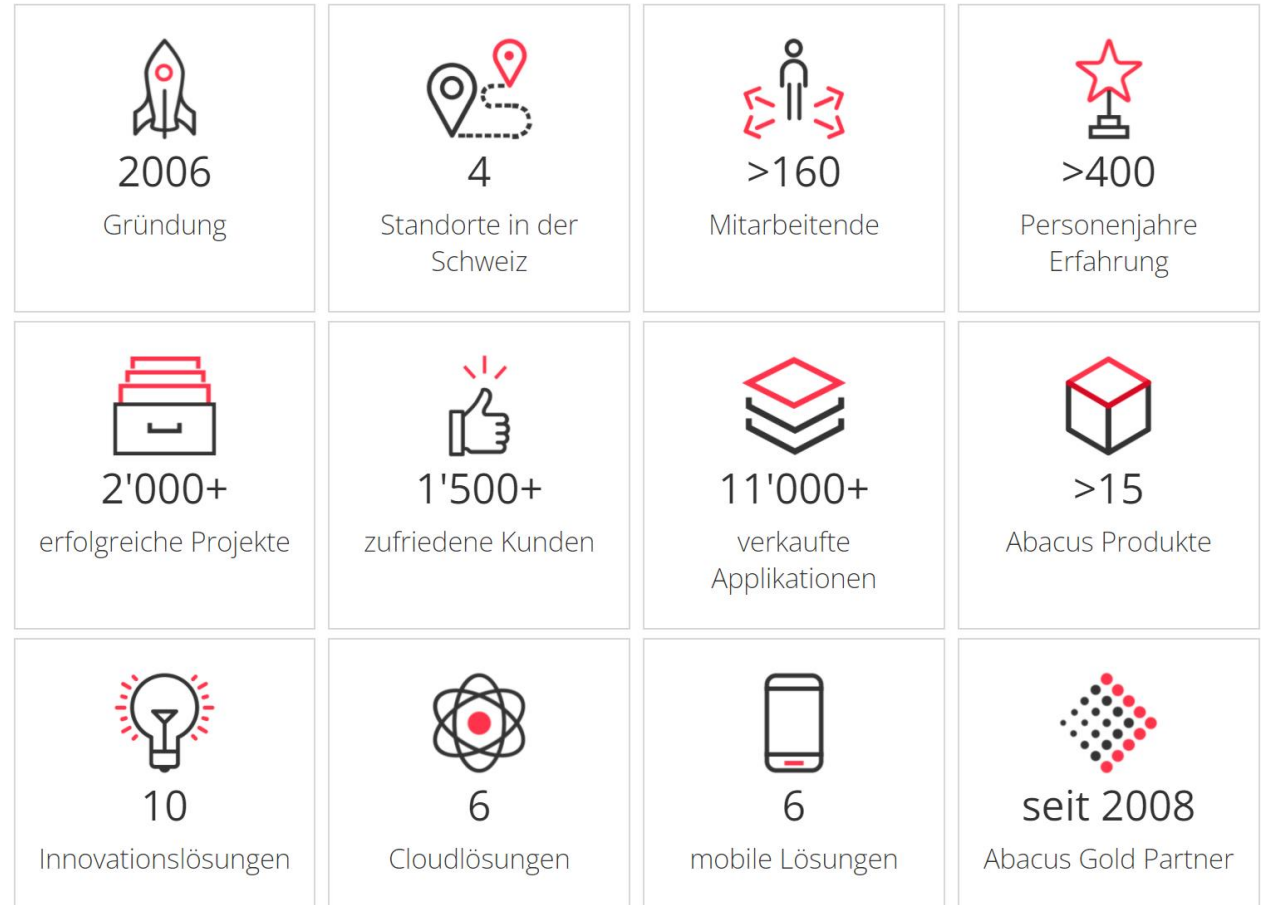 2006
Gründung
4
Standorte in der
Schweiz
>160
Mitarbeitende
>400
Personenjahre
Erfahrung
2'000+
erfolgreiche Projekte
1'500+
zufriedene Kunden
11'000+
verkaufte
Applikationen
>15
Abacus Produkte
10
Innovationslösungen
6
Cloudlösungen
6
mobile Lösungen
seit 2008
Abacus Gold Partner